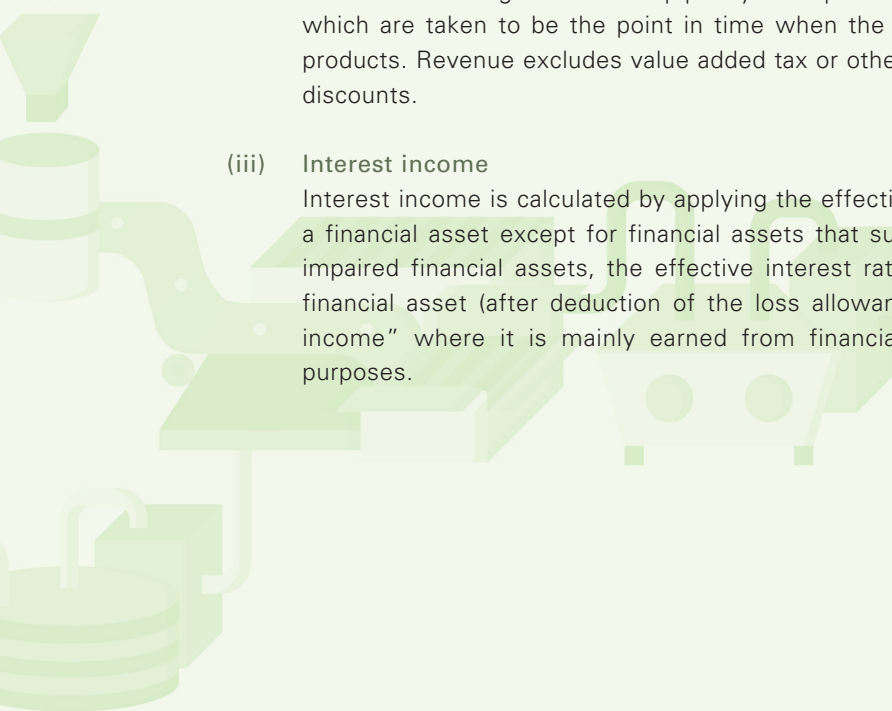 which are taken to be the point in time when the
products. Revenue excludes value added tax or othe
discounts.
(iii) Interest income
Interest income is calculated by applying the effecti
a financial asset except for financial assets that su
impaired financial assets, the effective interest rat
financial asset (after deduction of the loss allowan
income” where it is mainly earned from financia
purposes.